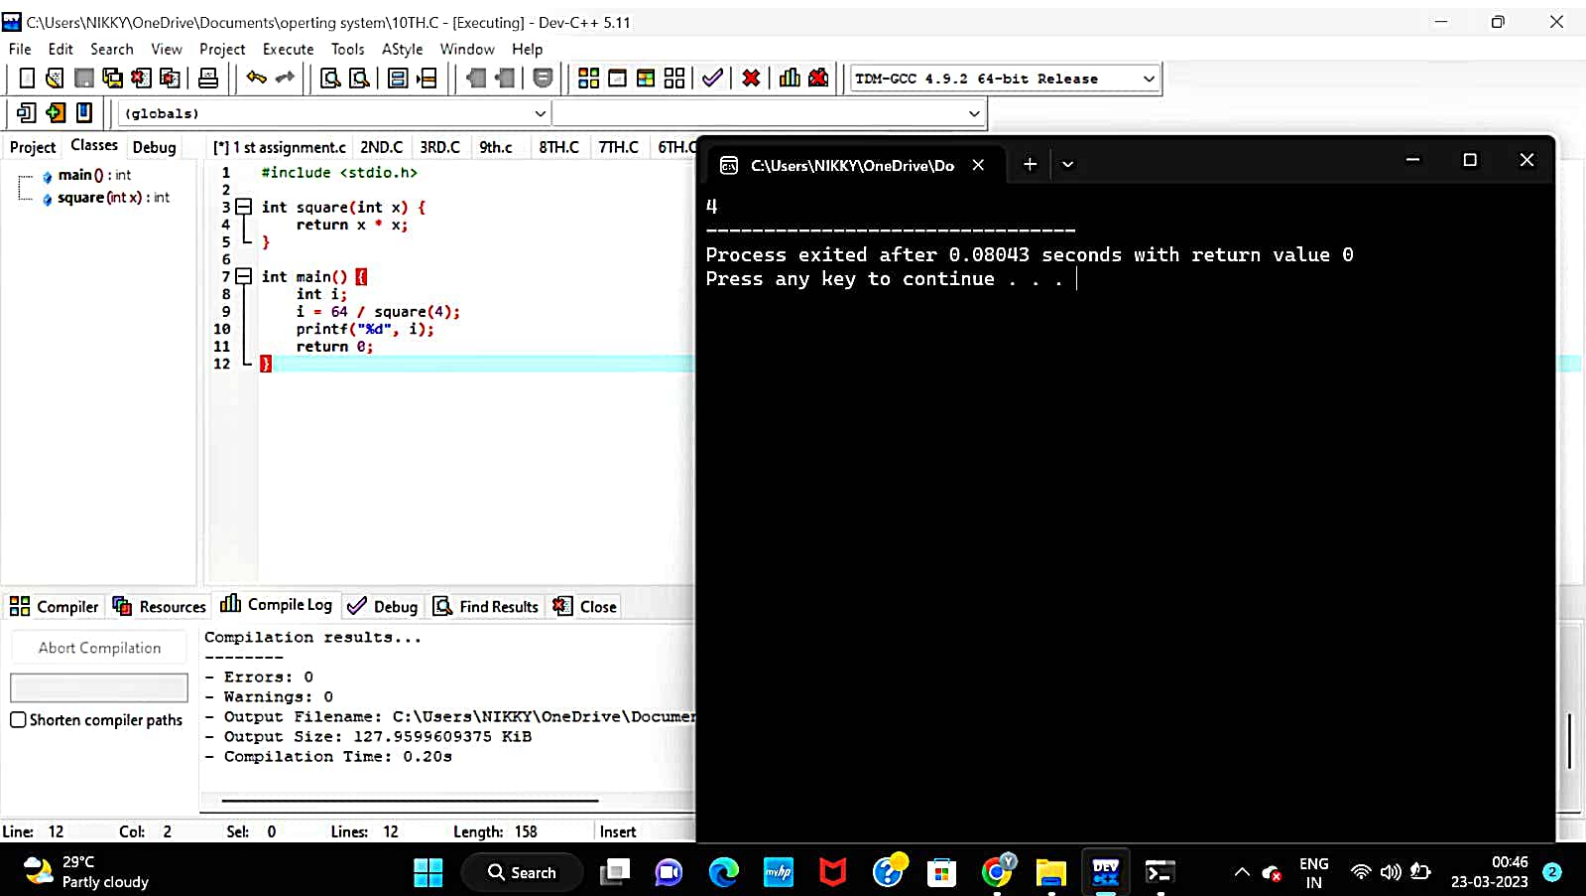 C:\Users\NIKKY\OneDrive\Documents\operting system\10TH.C - [Executing] - Dev-C++ 5.11
File Edit Search View Project Execute Tools AStyle Window Help
TDM-GCC 4.9.2 64-bit Release
(globals)
Project Classes Debug
[*] 1 st assignment.c 2ND.C 3RD.C 9th.c 8TH.C 7TH.C 6TH.C
main () : int
square (int x) : int
1 #include <stdio.h>
2
3 int square(int x) {
4 return x * x;
5 }
6
7 int main() {
8 int i;
9 i = 64 / square(4);
10 printf("%d", i);
11 return 0;
12 }
C:\Users\NIKKY\OneDrive\Do
4
--------------------------------
Process exited after 0.08043 seconds with return value 0
Press any key to continue . . .
Compiler Resources Compile Log Debug Find Results Close
Abort Compilation
Shorten compiler paths
Compilation results...
--------
- Errors: 0
- Warnings: 0
- Output Filename: C:\Users\NIKKY\OneDrive\Documen
- Output Size: 127.9599609375 KiB
- Compilation Time: 0.20s
Line: 12 Col: 2 Sel: 0 Lines: 12 Length: 158 Insert
29°C
Partly cloudy
Search
myhp
Y
DEV
ENG
IN
00:46
23-03-2023
2